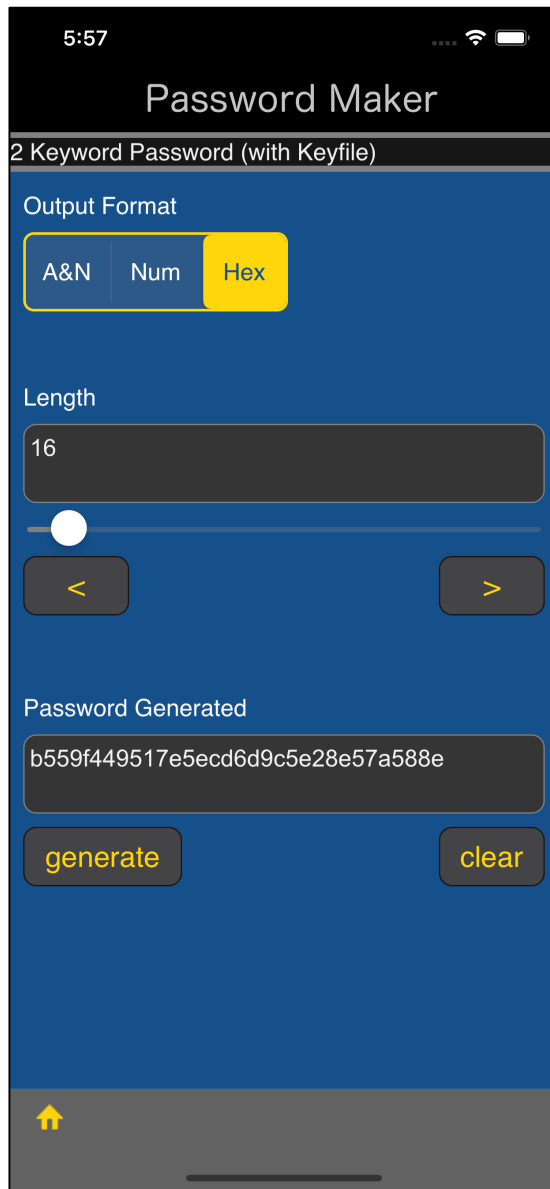 5:57
Password Maker
2 Keyword Password (with Keyfile)
Output Format
A&N Num Hex
Length
16
< >
Password Generated
b559f449517e5ecd6d9c5e28e57a588e
generate clear